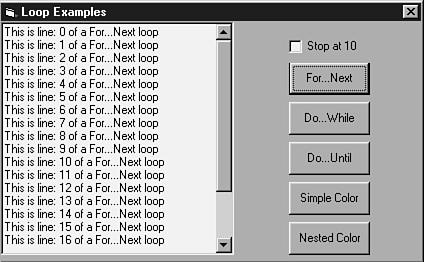 Loop Examples
This is line: 0 of a For...Next loop
This is line: 1 of a For...Next loop
This is line: 2 of a For...Next loop
This is line: 3 of a For...Next loop
This is line: 4 of a For...Next loop
This is line: 5 of a For...Next loop
This is line: 6 of a For...Next loop
This is line: 7 of a For...Next loop
This is line: 8 of a For...Next loop
This is line: 9 of a For...Next loop
This is line: 10 of a For...Next loop
This is line: 11 of a For...Next loop
This is line: 12 of a For...Next loop
This is line: 13 of a For...Next loop
This is line: 14 of a For...Next loop
This is line: 15 of a For...Next loop
This is line: 16 of a For...Next loop
Stop at 10
For...Next
Do...While
Do...Until
Simple Color
Nested Color